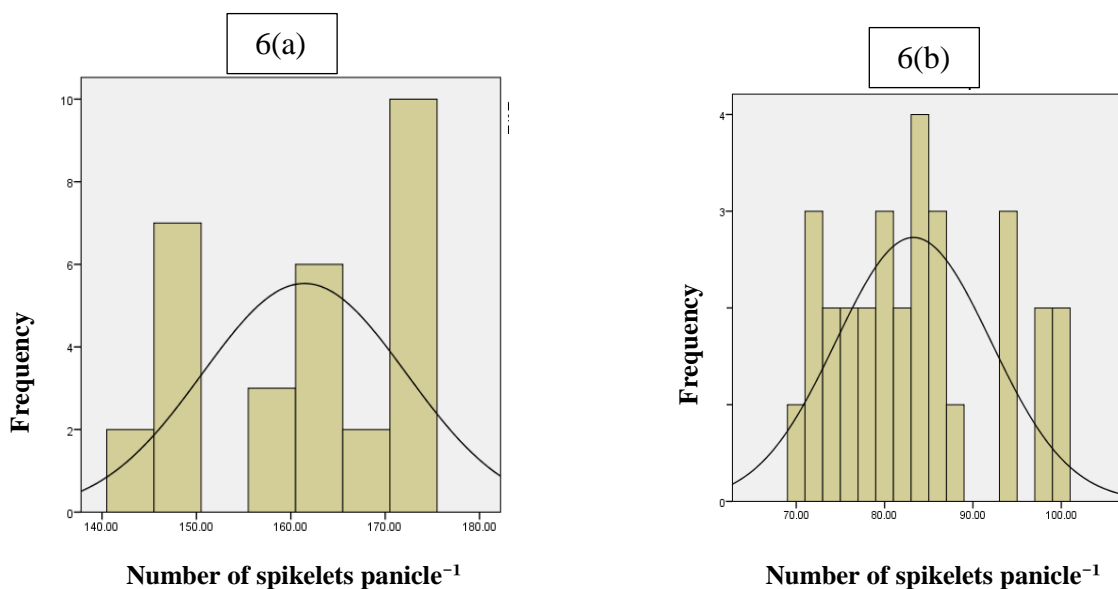 6(a)
10
8
6
4
2
0
Frequency
140.00 150.00 160.00 170.00 180.00
Number of spikelets panicle⁻¹
6(b)
4
3
0
Frequency
70.00 80.00 90.00 100.00
Number of spikelets panicle⁻¹